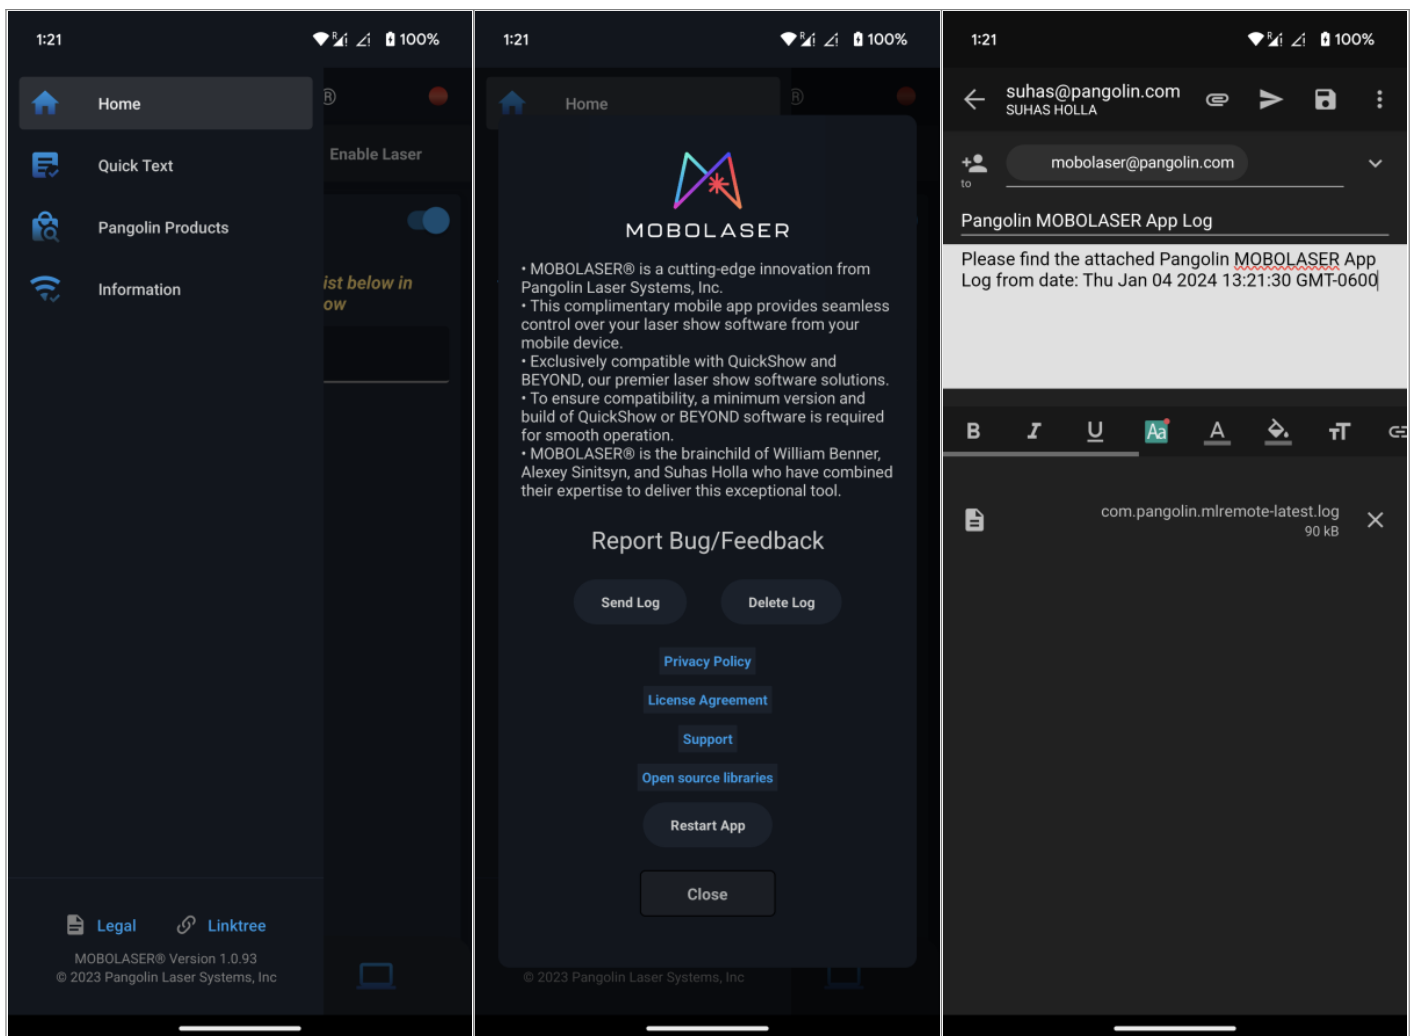 1:21
R
100%
Home
®
Quick Text
Enable Laser
Pangolin Products
Information
ist below in
ow
Legal
Linktree
MOBOLASER® Version 1.0.93
© 2023 Pangolin Laser Systems, Inc
1:21
R
100%
Home
®
MOBOLASER
• MOBOLASER® is a cutting-edge innovation from
Pangolin Laser Systems, Inc.
• This complimentary mobile app provides seamless
control over your laser show software from your
mobile device.
• Exclusively compatible with QuickShow and
BEYOND, our premier laser show software solutions.
• To ensure compatibility, a minimum version and
build of QuickShow or BEYOND software is required
for smooth operation.
• MOBOLASER® is the brainchild of William Benner,
Alexey Sinitsyn, and Suhas Holla who have combined
their expertise to deliver this exceptional tool.
Report Bug/Feedback
Send Log
Delete Log
Privacy Policy
License Agreement
Support
Open source libraries
Restart App
Close
© 2023 Pangolin Laser Systems, Inc
1:21
R
100%
suhas@pangolin.com
SUHAS HOLLA
to
mobolaser@pangolin.com
Pangolin MOBOLASER App Log
Please find the attached Pangolin MOBOLASER App
Log from date: Thu Jan 04 2024 13:21:30 GMT-0600
B I U Aa A TT
com.pangolin.mlremote-latest.log
90 kB